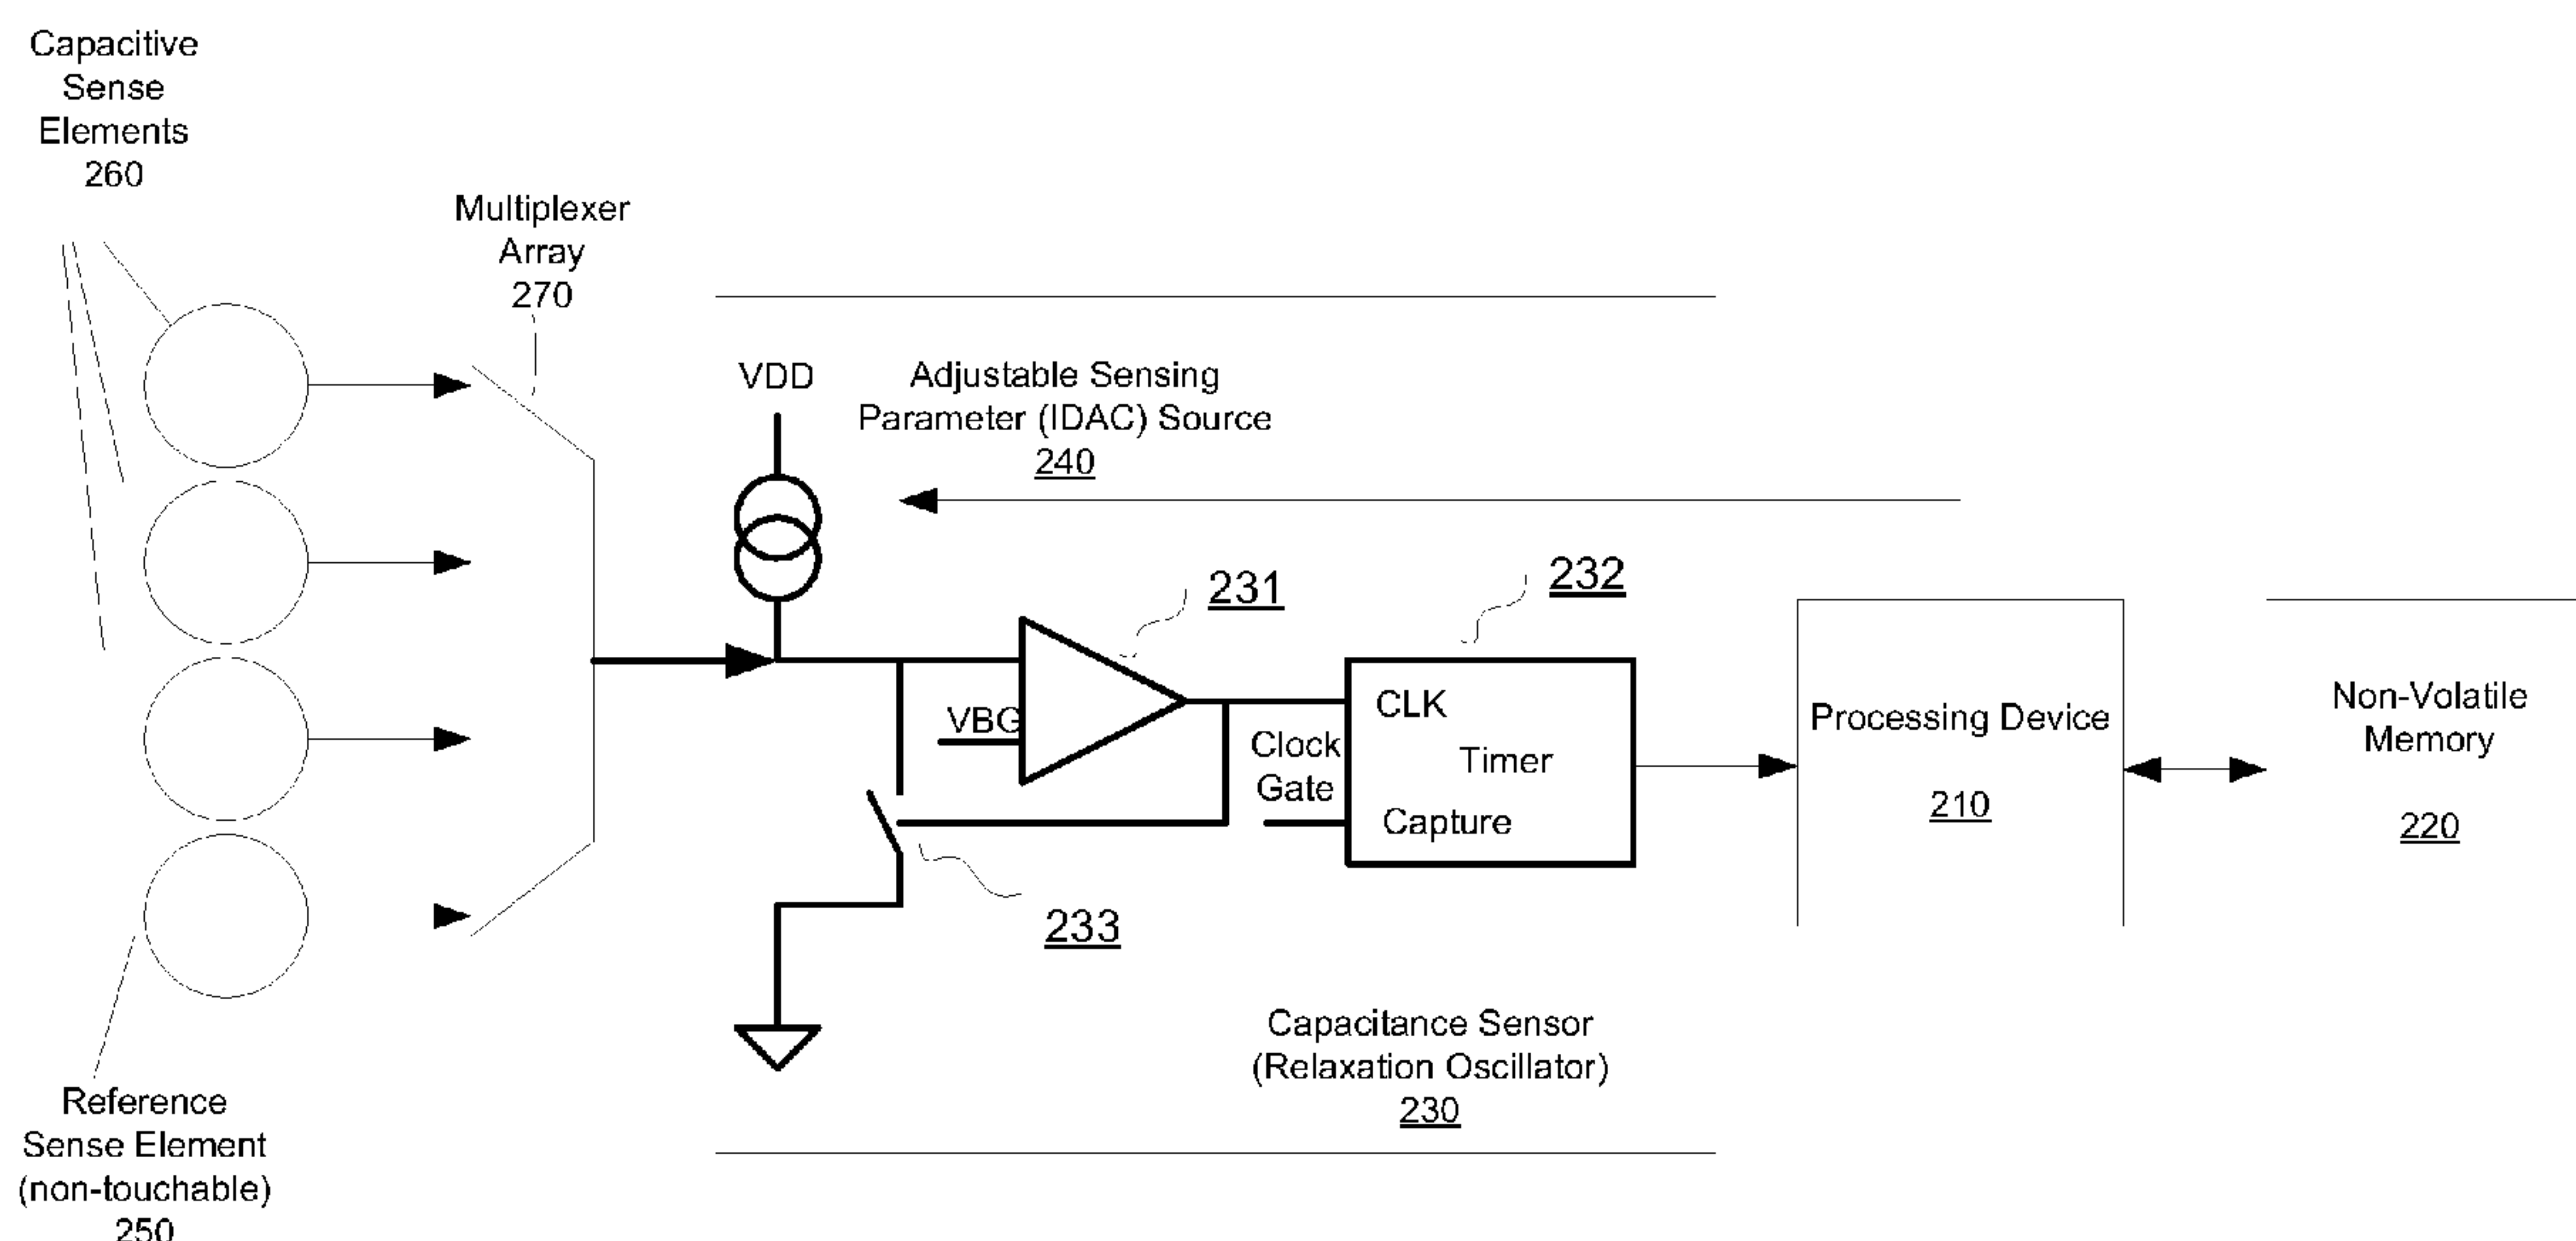 Capacitive
Sense
Elements
260
Multiplexer
Array
270
VDD
Adjustable Sensing
Parameter (IDAC) Source
240
231
232
VBG
Clock
Gate
CLK
Timer
Capture
Processing Device
210
Non-Volatile
Memory
220
233
Capacitance Sensor
(Relaxation Oscillator)
230
Reference
Sense Element
(non-touchable)
250